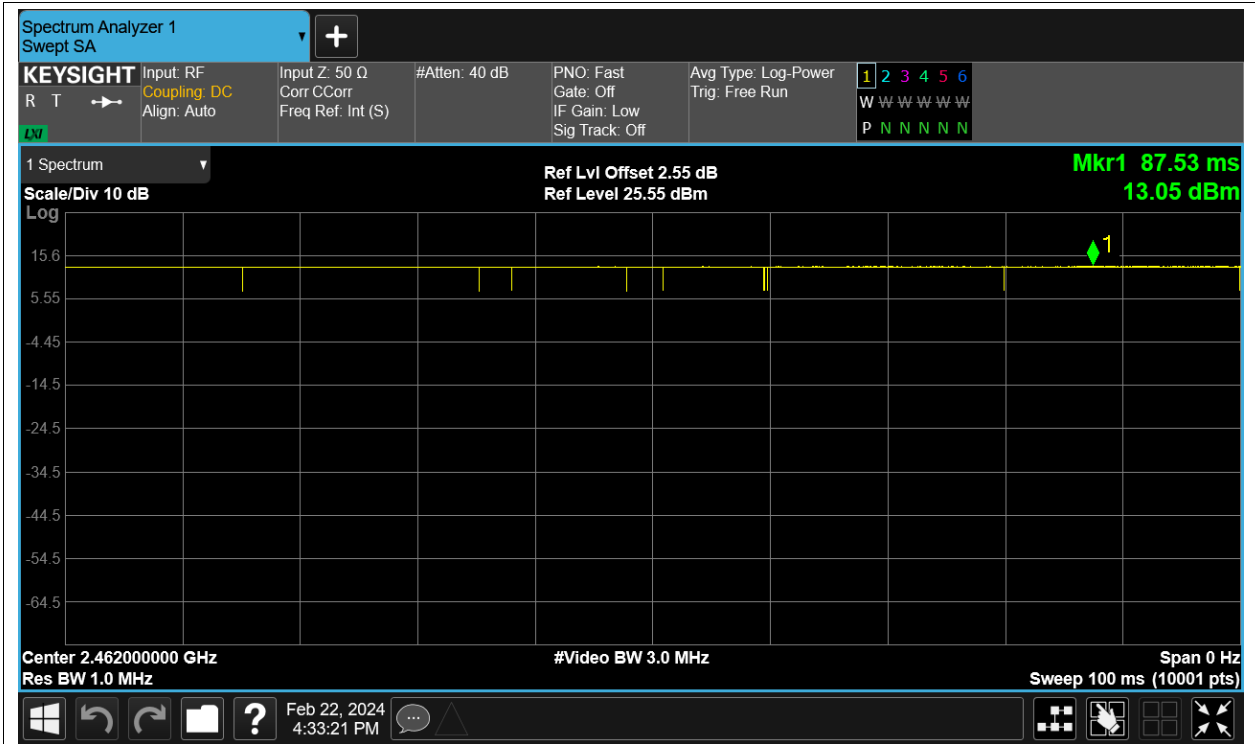 Spectrum Analyzer 1
Swept SA
KEYSIGHT
R T
LXI
Input: RF
Coupling: DC
Align: Auto
Input Z: 50 Ω
Corr CCorr
Freq Ref: Int (S)
#Atten: 40 dB
PNO: Fast
Gate: Off
IF Gain: Low
Sig Track: Off
Avg Type: Log-Power
Trig: Free Run
1 2 3 4 5 6
W W W W W W
P N N N N N
1 Spectrum
Scale/Div 10 dB
Log
Ref Lvl Offset 2.55 dB
Ref Level 25.55 dBm
Mkr1 87.53 ms
13.05 dBm
1
15.6
5.55
-4.45
-14.5
-24.5
-34.5
-44.5
-54.5
-64.5
Center 2.462000000 GHz
Res BW 1.0 MHz
#Video BW 3.0 MHz
Span 0 Hz
Sweep 100 ms (10001 pts)
?
Feb 22, 2024
4:33:21 PM